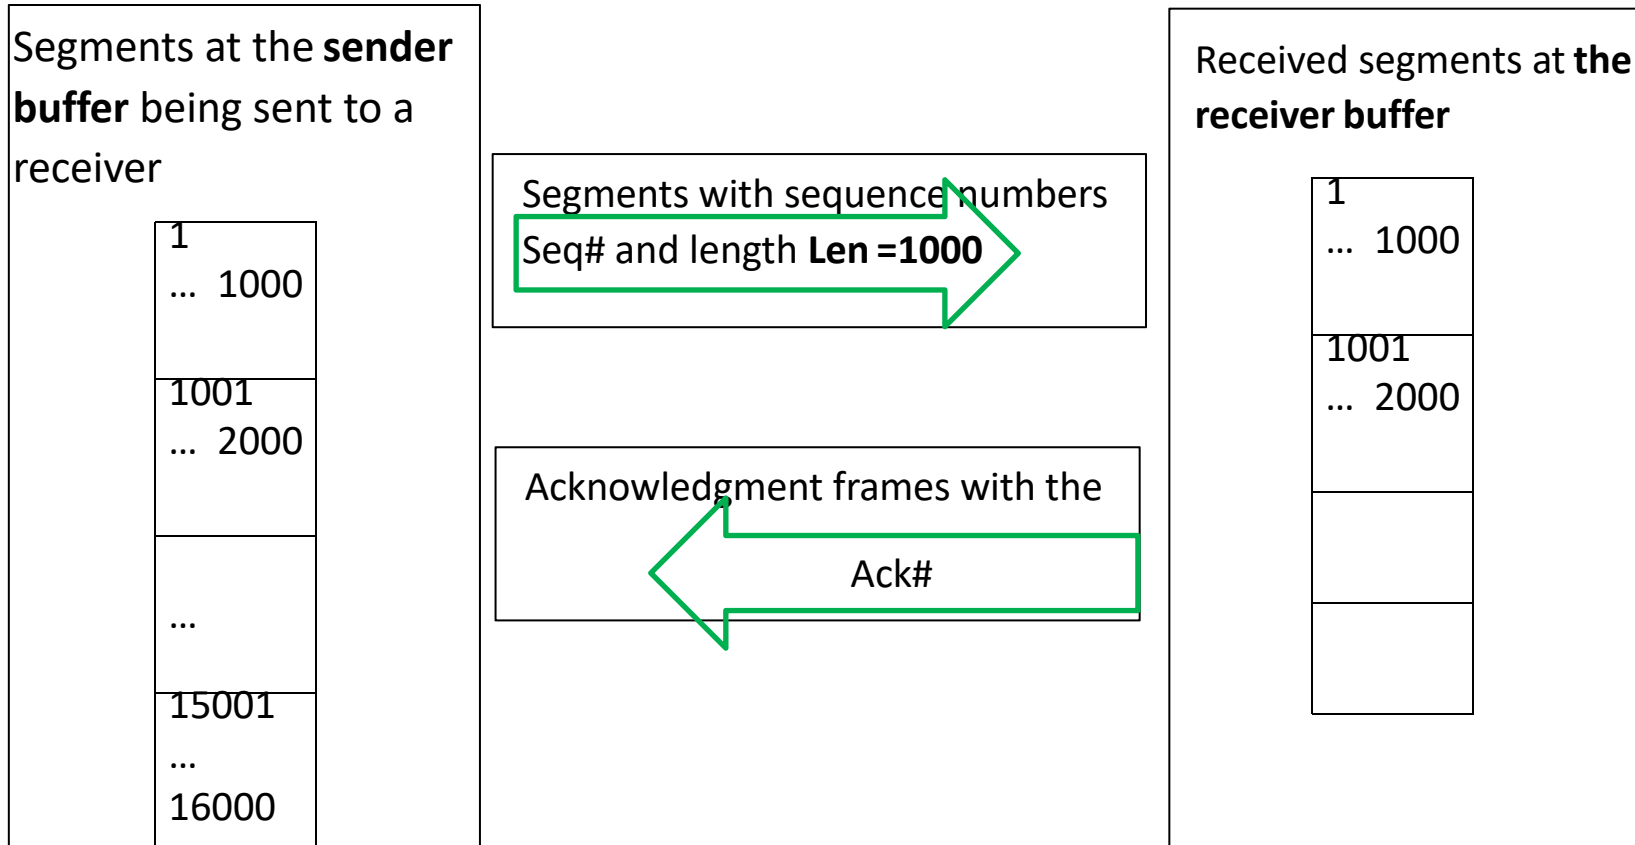 Segments at the sender
buffer being sent to a
receiver
1
... 1000
1001
... 2000
...
15001
...
16000
Segments with sequence numbers
Seq# and length Len =1000
Acknowledgment frames with the
Ack#
Received segments at the
receiver buffer
1
... 1000
1001
... 2000